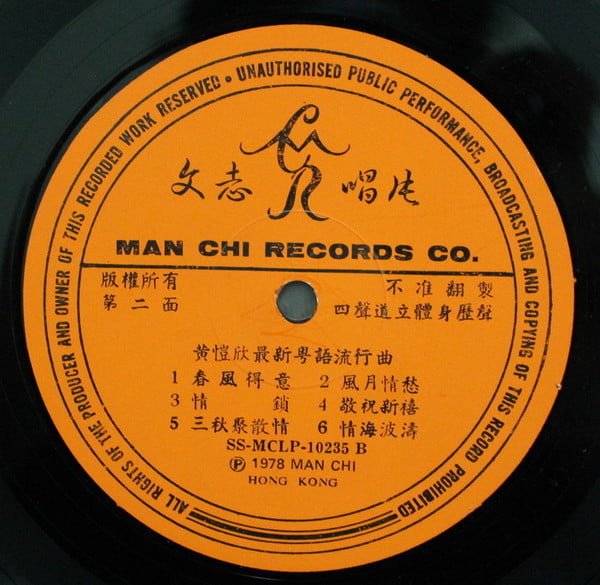 ALL RIGHTS OF THE PRODUCER AND OWNER OF THIS RECORDED WORK RESERVED • UNAUTHORISED PUBLIC PERFORMANCE, BROADCASTING AND COPYING OF THIS RECORD PROHIBITED
文志 唱片
MAN CHI RECORDS CO.
版權所有 不准翻製
第二面 四聲道立體身歷聲
黄愷欣最新粤語流行曲
1 春風得意 2 風月情愁
3 情鎖 4 敬祝新禧
5 三秋聚散情 6 情海波濤
SS-MCLP-10235 B
Ⓟ 1978 MAN CHI
HONG KONG